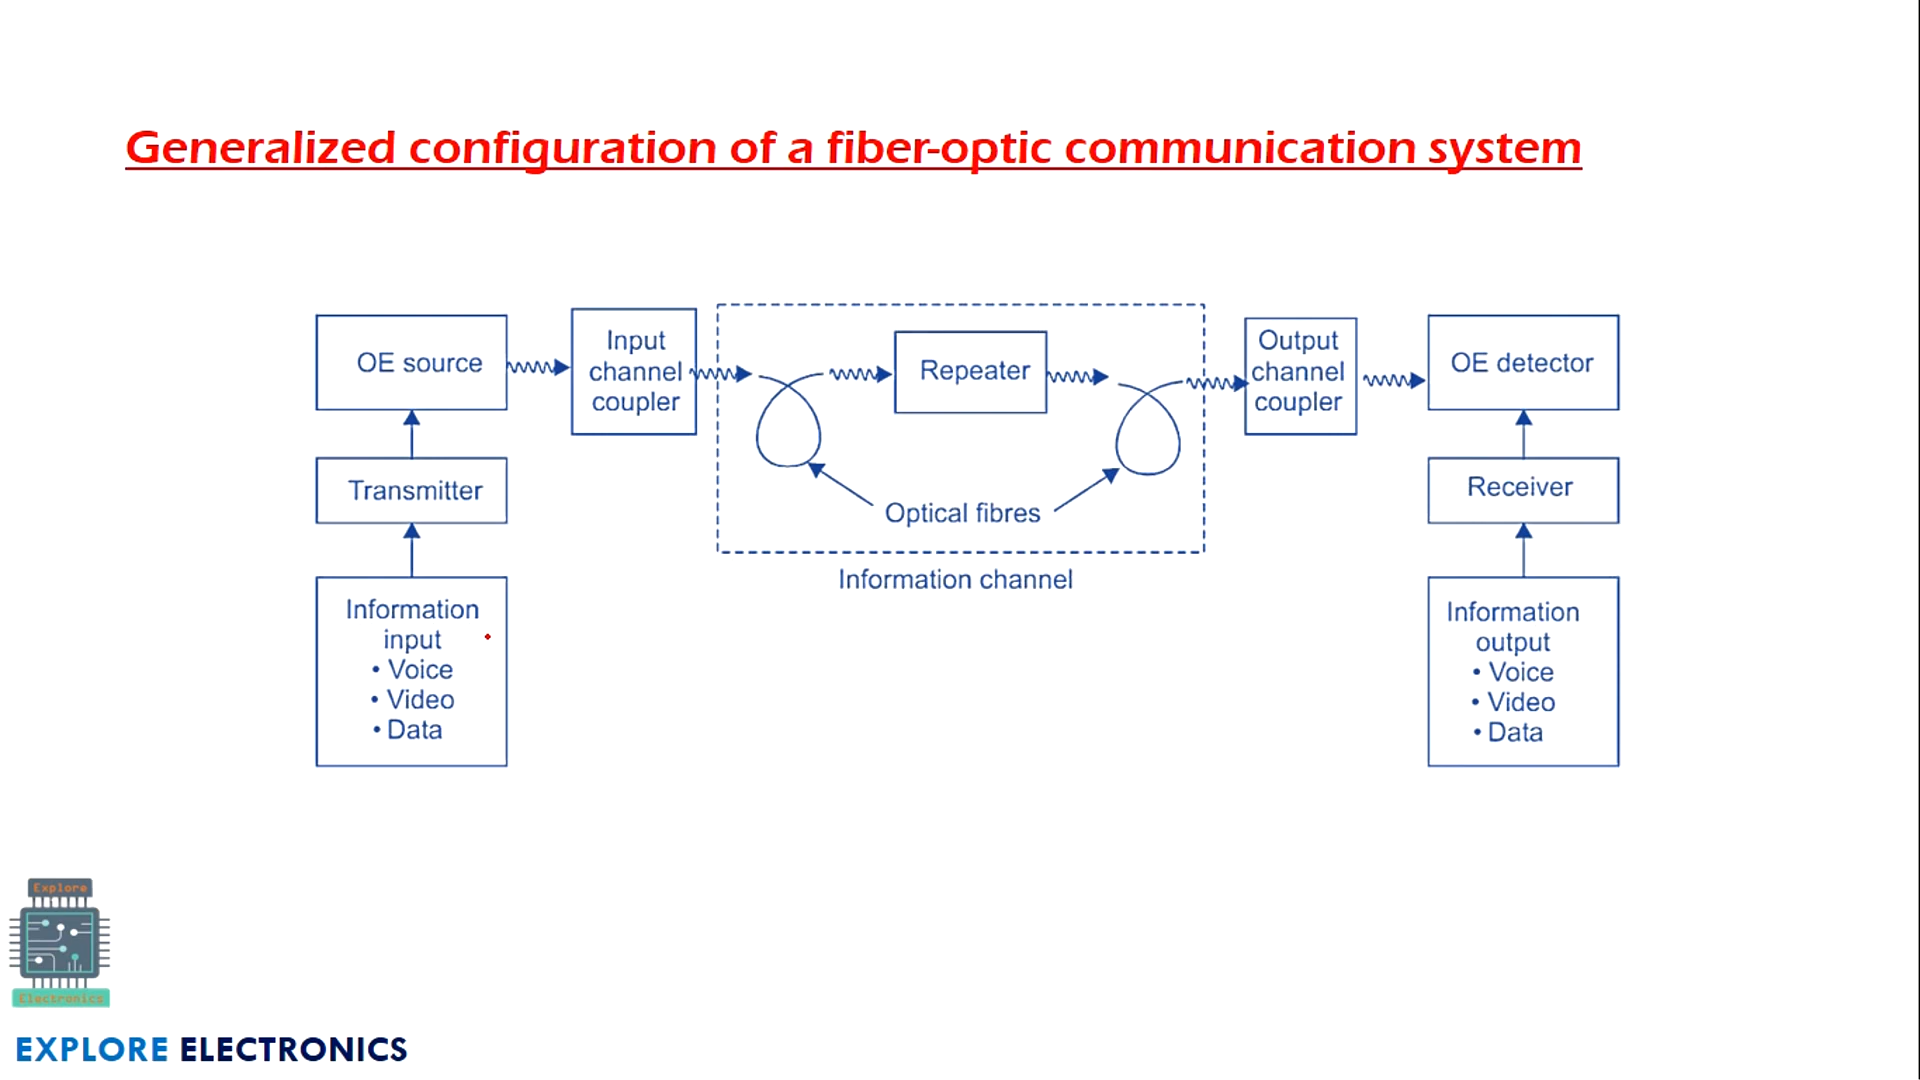 Generalized configuration of a fiber-optic communication system
OE source
Input
channel
coupler
Repeater
Output
channel
coupler
OE detector
Transmitter
Optical fibres
Receiver
Information channel
Information
input
• Voice
• Video
• Data
Information
output
• Voice
• Video
• Data
Explore
Electronics
EXPLORE ELECTRONICS